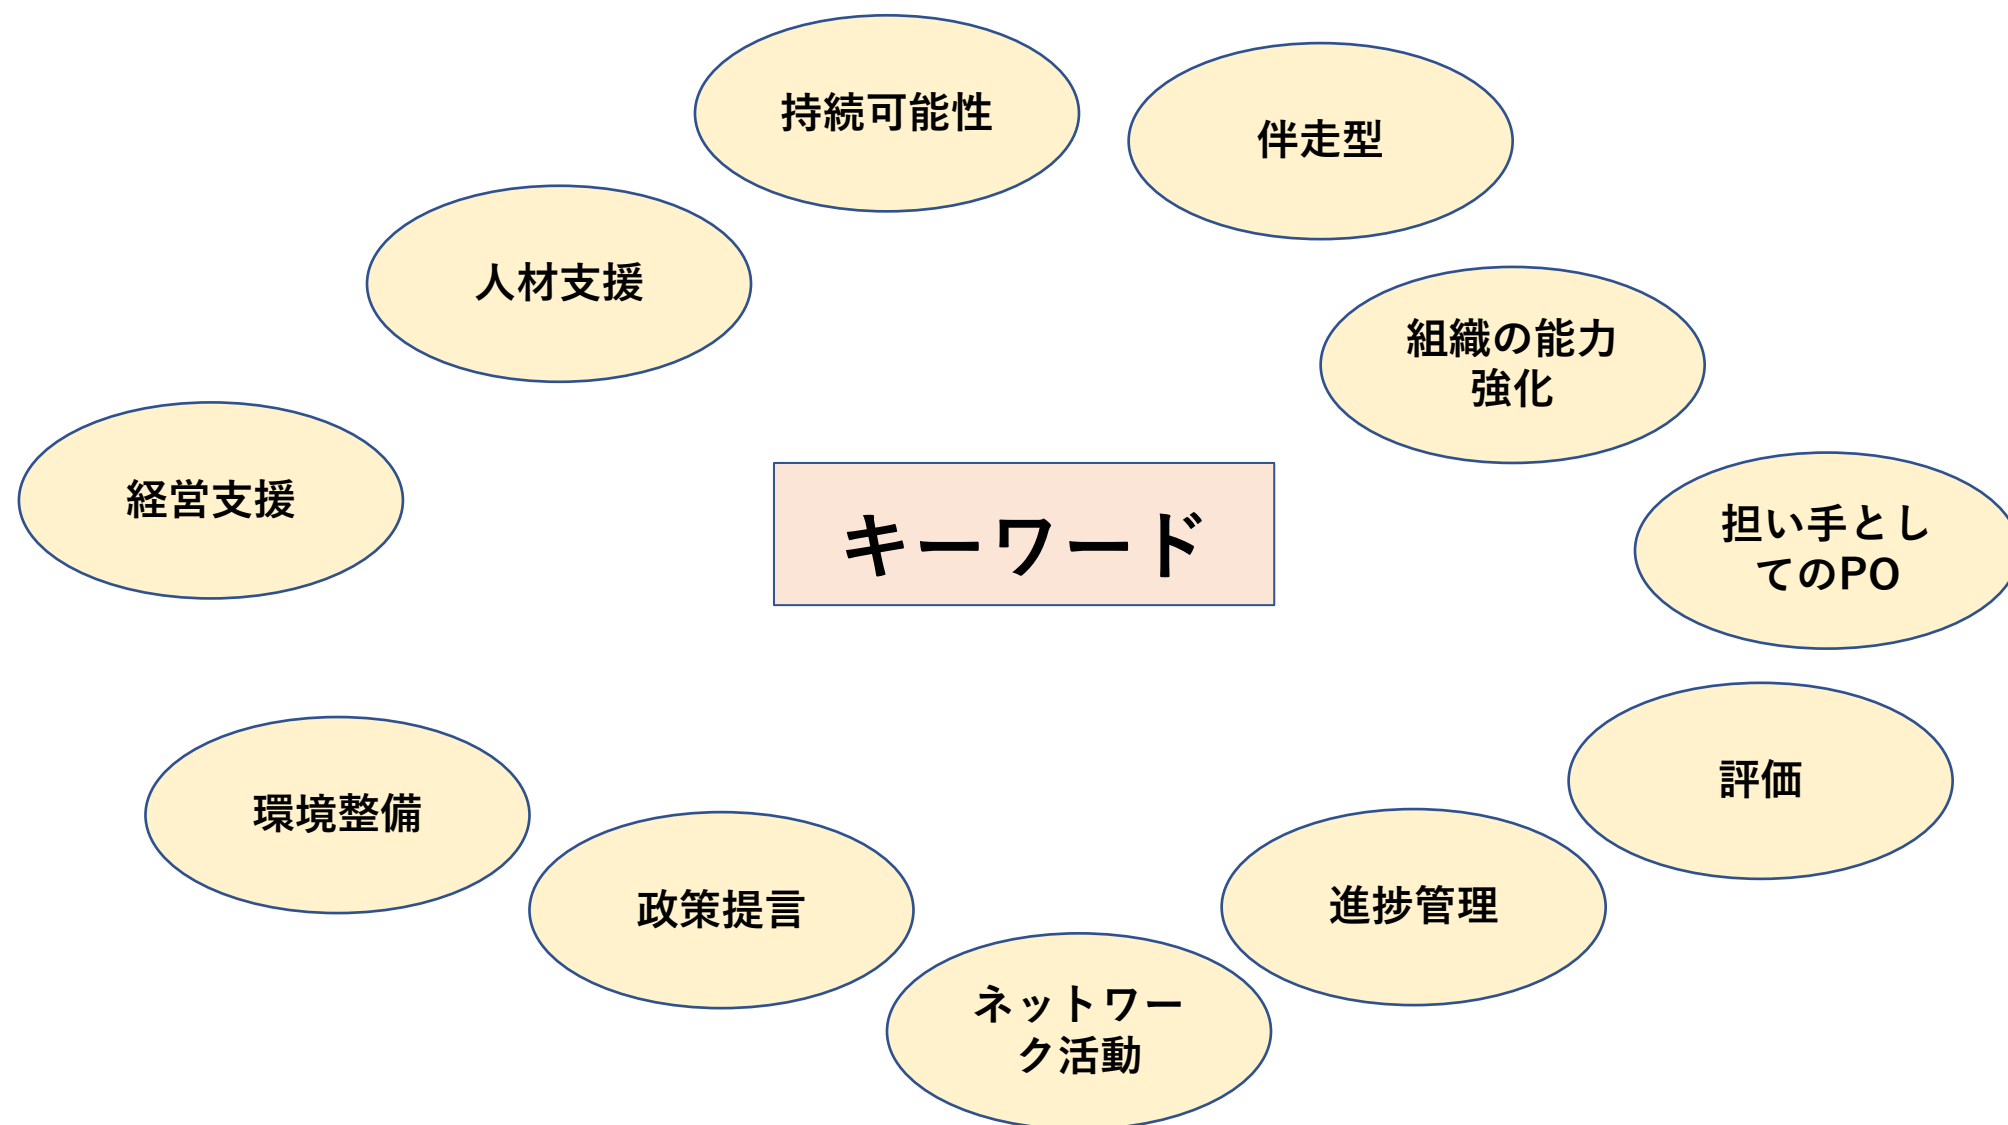 持続可能性
伴走型
人材支援
組織の能力
強化
経営支援
キーワード
担い手とし
てのPO
評価
環境整備
政策提言
進捗管理
ネットワー
ク活動